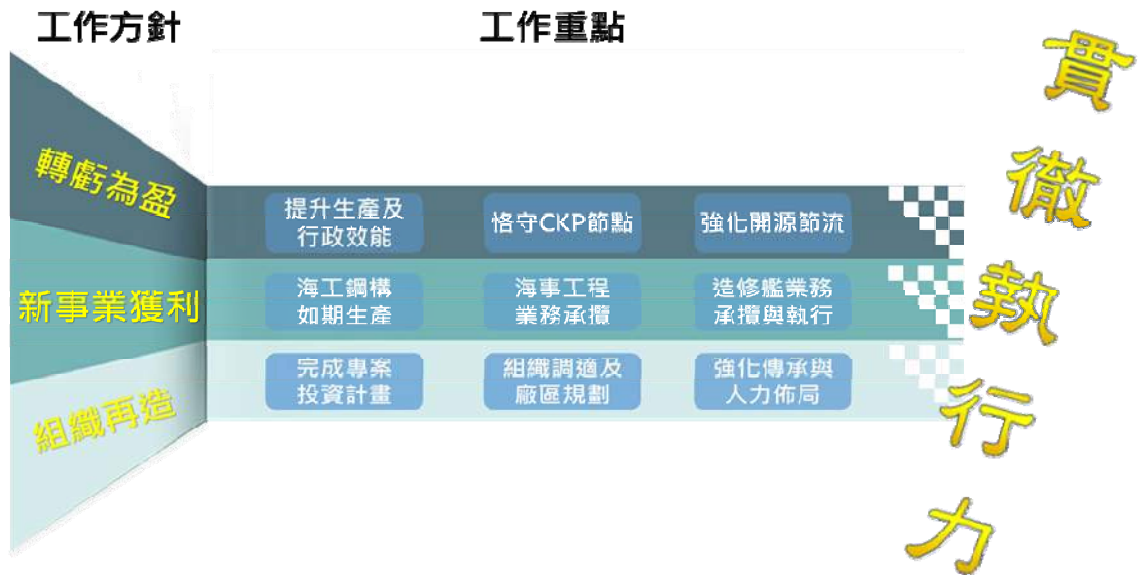 工作方針
工作重點
轉虧為盈
提升生產及
行政效能
恪守CKP節點
強化開源節流
新事業獲利
海工鋼構
如期生產
海事工程
業務承攬
造修艦業務
承攬與執行
組織再造
完成專案
投資計畫
組織調適及
廠區規劃
強化傳承與
人力佈局
貫徹執行力